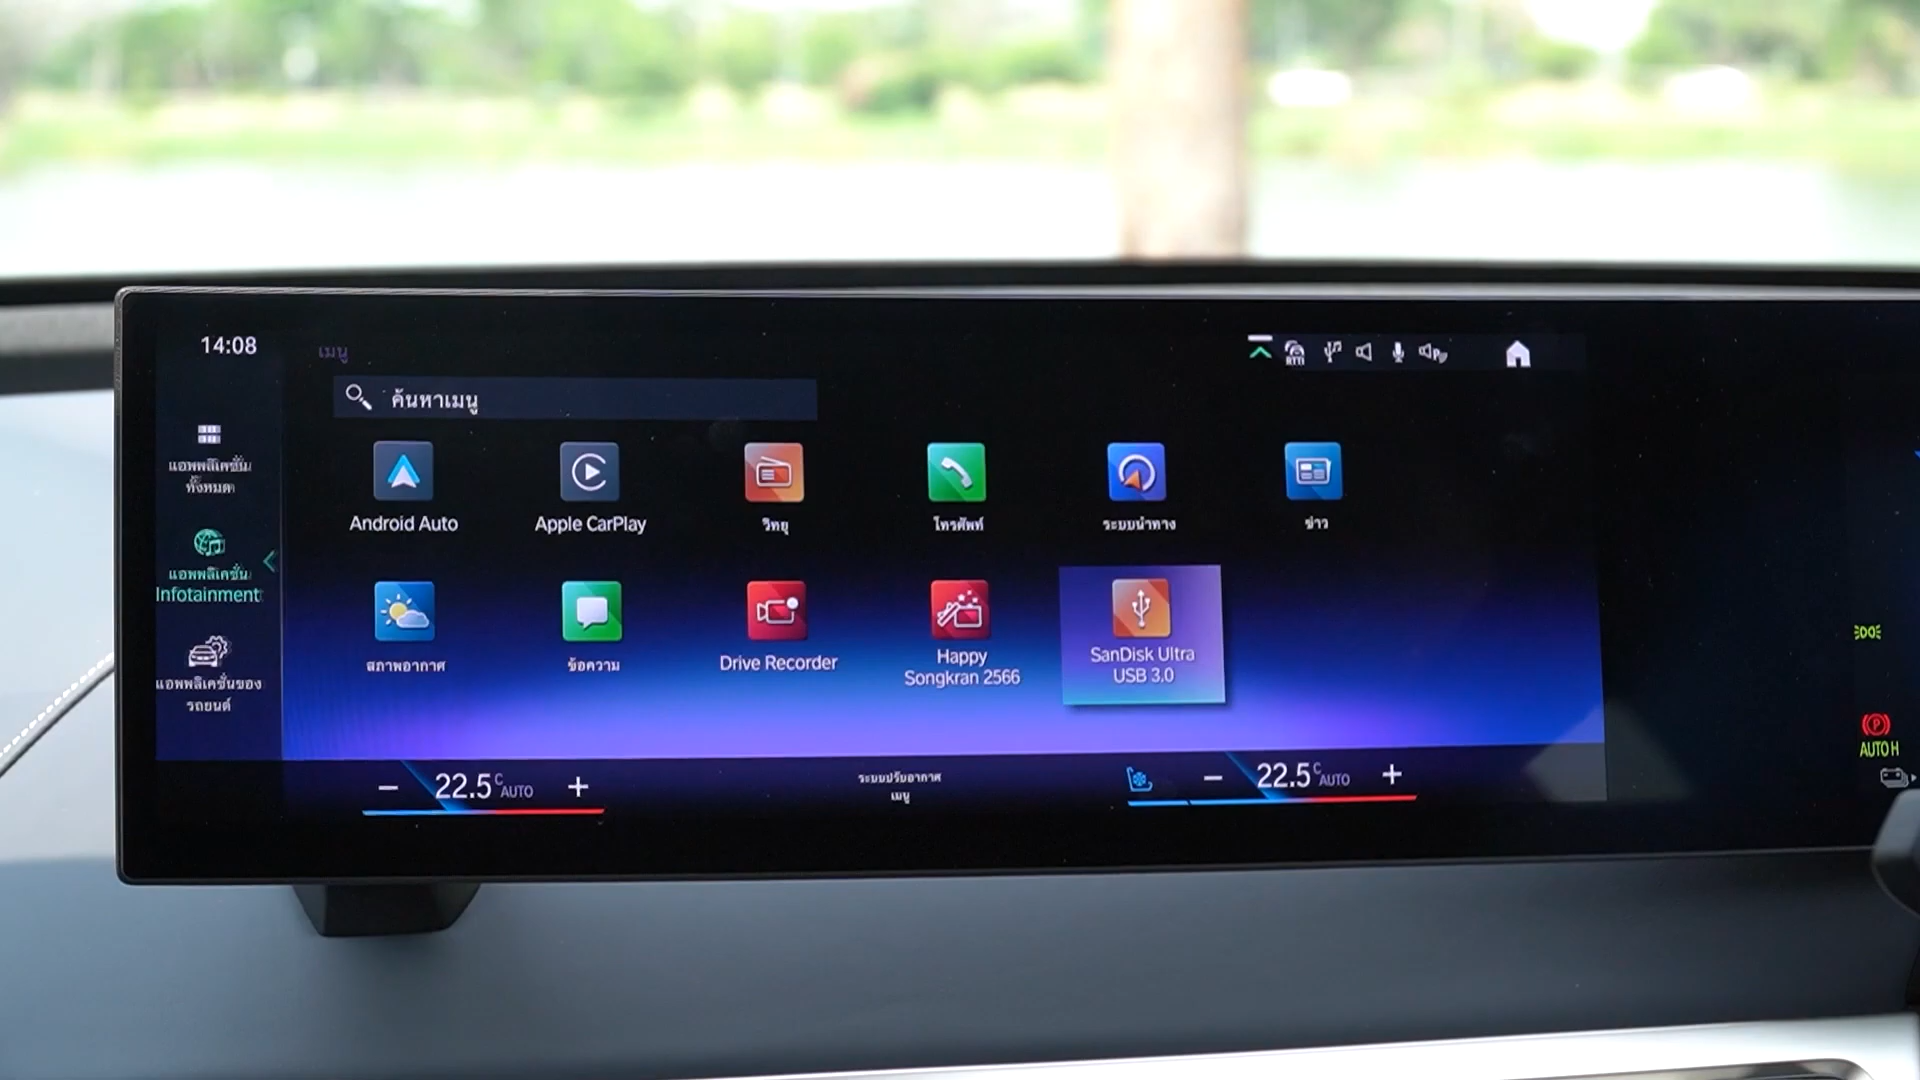 14:08
เมนู
RTTI
ค้นหาเมนู
แอพพลิเคชั่น
ทั้งหมด
Android Auto
Apple CarPlay
วิทยุ
โทรศัพท์
ระบบนำทาง
ข่าว
แอพพลิเคชั่น
Infotainment
สภาพอากาศ
ข้อความ
Drive Recorder
Happy
Songkran 2566
SanDisk Ultra
USB 3.0
แอพพลิเคชั่นของ
รถยนต์
- 22.5 °C AUTO +
ระบบปรับอากาศ
เมนู
- 22.5 °C AUTO +
P
AUTO H